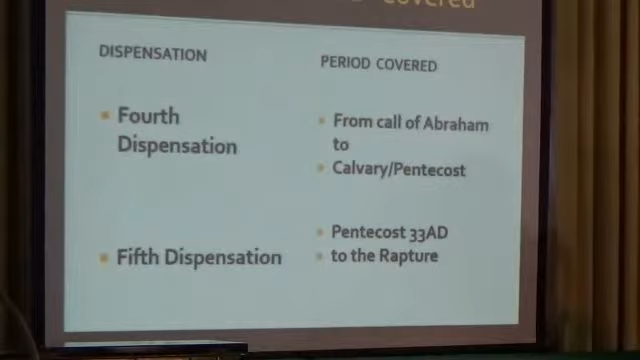 covered
DISPENSATION
PERIOD COVERED
Fourth
Dispensation
From call of Abraham
to
Calvary/Pentecost
Fifth Dispensation
Pentecost 33AD
to the Rapture